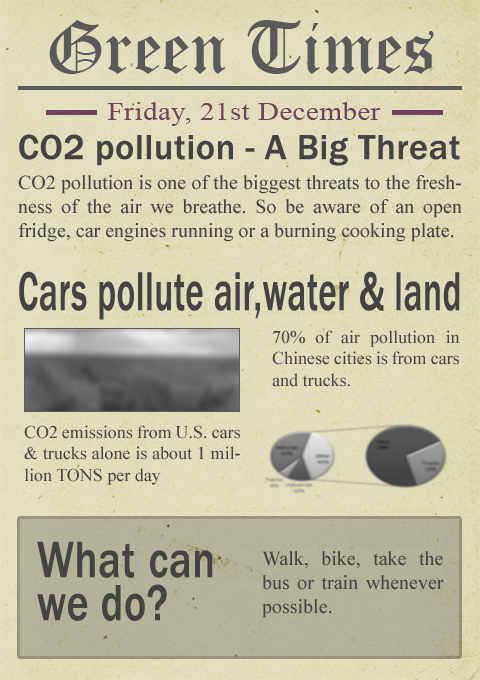 Green Times
Friday, 21st December
CO2 pollution - A Big Threat
CO2 pollution is one of the biggest threats to the fresh-
ness of the air we breathe. So be aware of an open
fridge, car engines running or a burning cooking plate.
Cars pollute air,water & land
70% of air pollution in
Chinese cities is from cars
and trucks.
CO2 emissions from U.S. cars
& trucks alone is about 1 mil-
lion TONS per day
What can
we do?
Walk, bike, take the
bus or train whenever
possible.